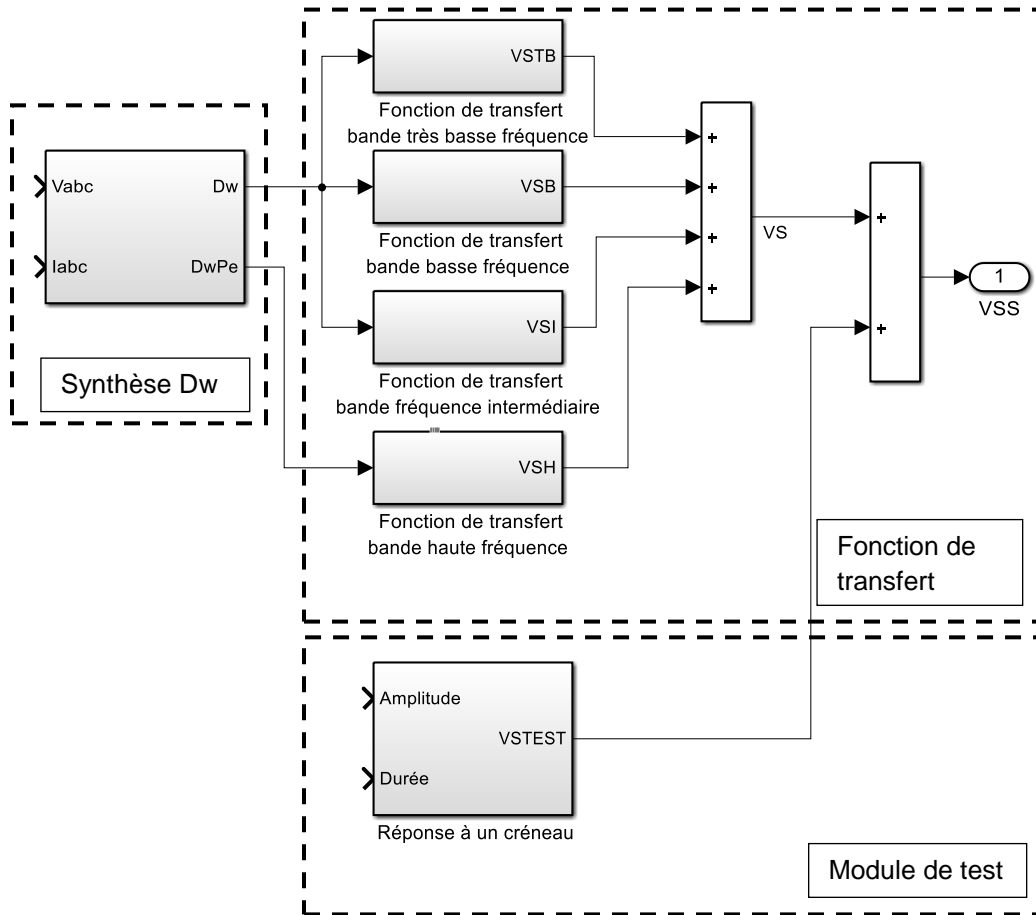 Vabc
Iabc
Dw
DwPe
Synthèse Dw
VSTB
Fonction de transfert
bande très basse fréquence
VSB
Fonction de transfert
bande basse fréquence
VSI
Fonction de transfert
bande fréquence intermédiaire
VSH
Fonction de transfert
bande haute fréquence
+
+
+
+
VS
+
+
1
VSS
Fonction de
transfert
Amplitude
Durée
VSTEST
Réponse à un créneau
Module de test